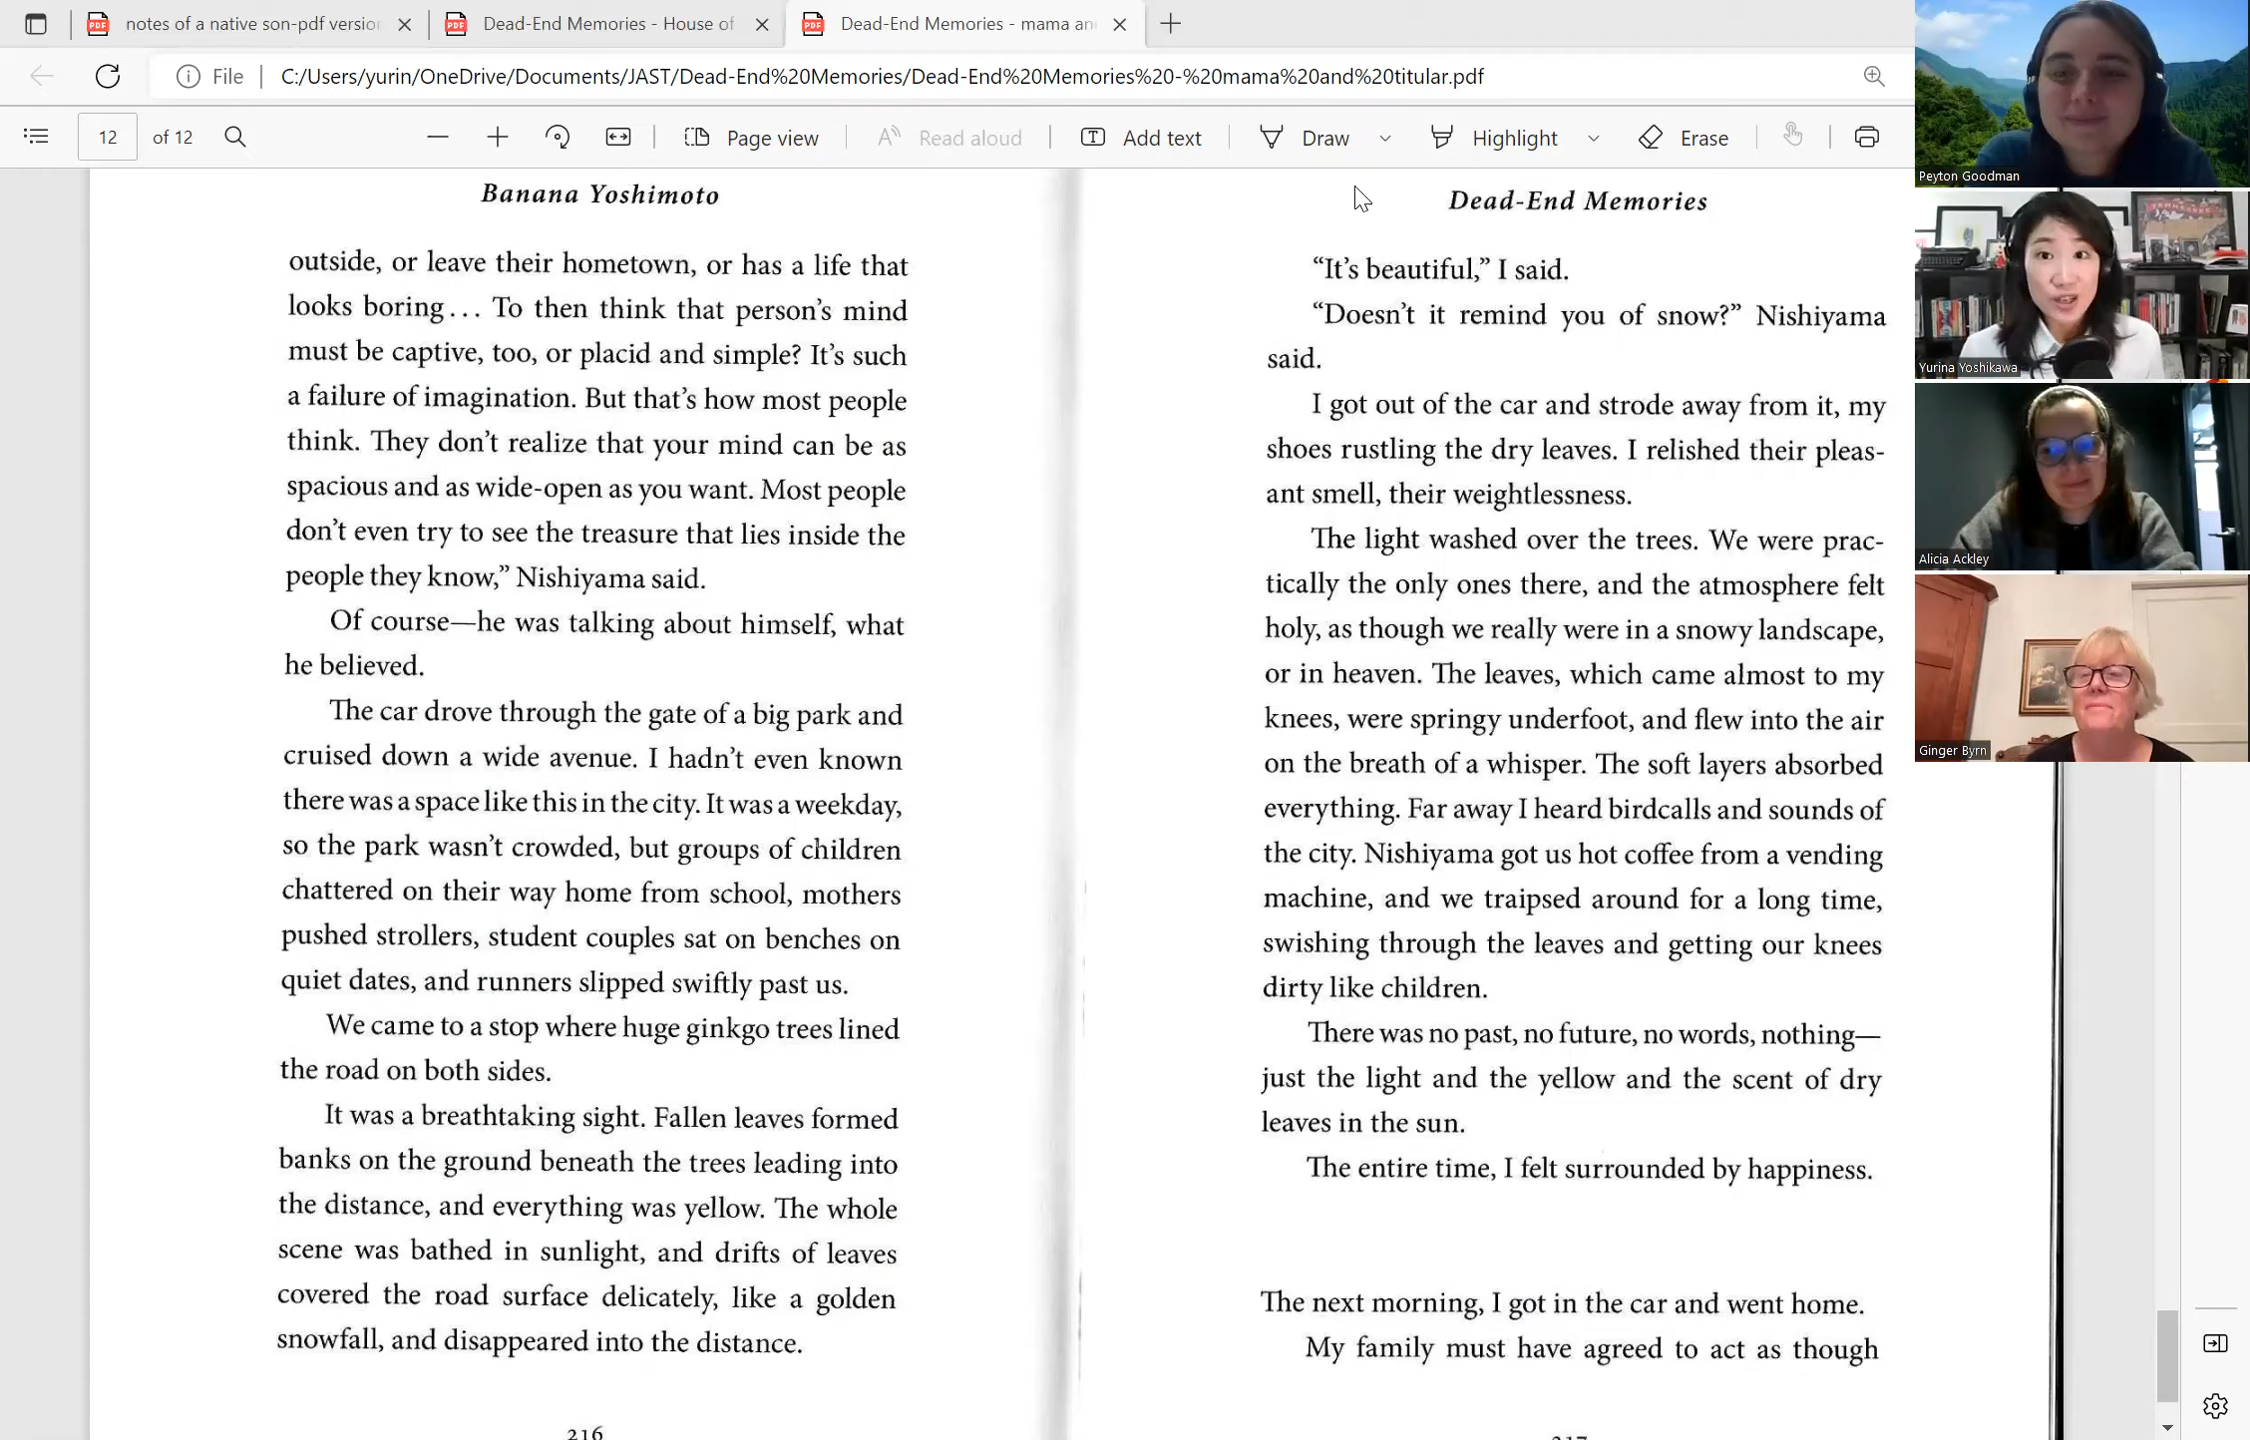 notes of a native son-pdf versio
Dead-End Memories - House of
Dead-End Memories - mama an
File
C:/Users/yurin/OneDrive/Documents/JAST/Dead-End%20Memories/Dead-End%20Memories%20-%20mama%20and%20titular.pdf
12 of 12
Page view
Read aloud
Add text
Draw
Highlight
Erase
Banana Yoshimoto
outside, or leave their hometown, or has a life that
looks boring . . . To then think that person’s mind
must be captive, too, or placid and simple? It’s such
a failure of imagination. But that’s how most people
think. They don’t realize that your mind can be as
spacious and as wide-open as you want. Most people
don’t even try to see the treasure that lies inside the
people they know,” Nishiyama said.
Of course—he was talking about himself, what
he believed.
The car drove through the gate of a big park and
cruised down a wide avenue. I hadn’t even known
there was a space like this in the city. It was a weekday,
so the park wasn’t crowded, but groups of children
chattered on their way home from school, mothers
pushed strollers, student couples sat on benches on
quiet dates, and runners slipped swiftly past us.
We came to a stop where huge ginkgo trees lined
the road on both sides.
It was a breathtaking sight. Fallen leaves formed
banks on the ground beneath the trees leading into
the distance, and everything was yellow. The whole
scene was bathed in sunlight, and drifts of leaves
covered the road surface delicately, like a golden
snowfall, and disappeared into the distance.
216
Dead-End Memories
“It’s beautiful,” I said.
“Doesn’t it remind you of snow?” Nishiyama
said.
I got out of the car and strode away from it, my
shoes rustling the dry leaves. I relished their pleas-
ant smell, their weightlessness.
The light washed over the trees. We were prac-
tically the only ones there, and the atmosphere felt
holy, as though we really were in a snowy landscape,
or in heaven. The leaves, which came almost to my
knees, were springy underfoot, and flew into the air
on the breath of a whisper. The soft layers absorbed
everything. Far away I heard birdcalls and sounds of
the city. Nishiyama got us hot coffee from a vending
machine, and we traipsed around for a long time,
swishing through the leaves and getting our knees
dirty like children.
There was no past, no future, no words, nothing—
just the light and the yellow and the scent of dry
leaves in the sun.
The entire time, I felt surrounded by happiness.
The next morning, I got in the car and went home.
My family must have agreed to act as though
217
Peyton Goodman
Yurina Yoshikawa
Alicia Ackley
Ginger Byrn